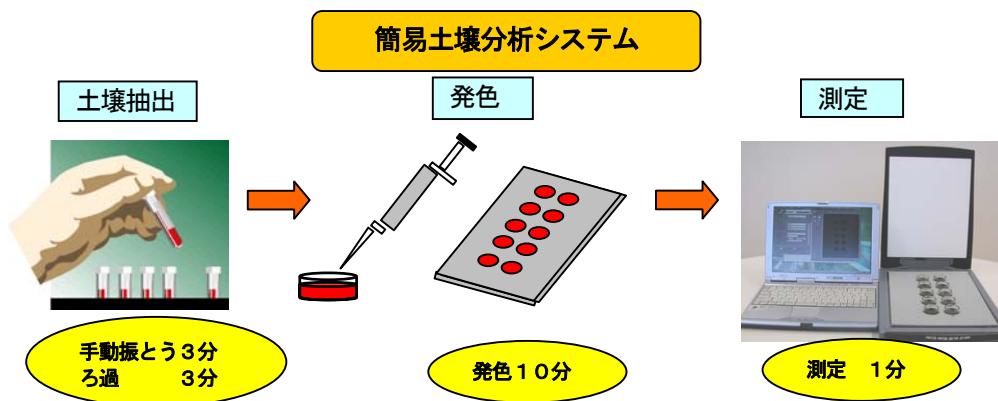 簡易土壌分析システム
土壌抽出
発色
測定
手動振とう3分
ろ過 3分
発色10分
測定 1分